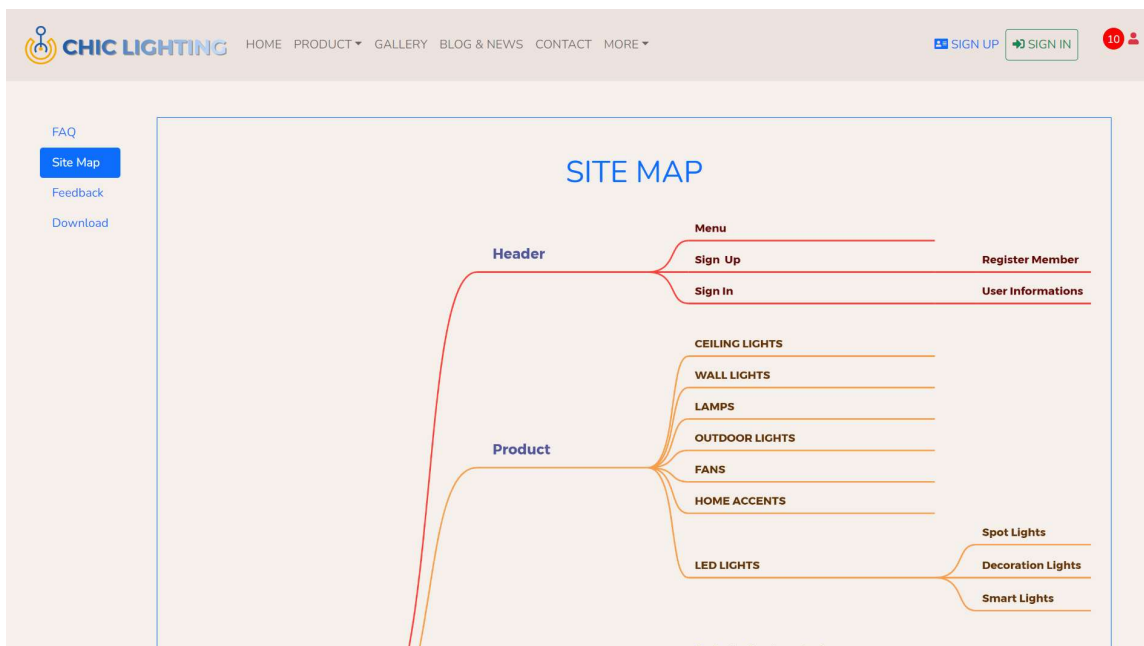 CHIC LIGHTING HOME PRODUCT GALLERY BLOG & NEWS CONTACT MORE SIGN UP SIGN IN 10
FAQ
Site Map
Feedback
Download
SITE MAP
Header
Menu
Sign Up Register Member
Sign In User Informations
Product
CEILING LIGHTS
WALL LIGHTS
LAMPS
OUTDOOR LIGHTS
FANS
HOME ACCENTS
LED LIGHTS
Spot Lights
Decoration Lights
Smart Lights